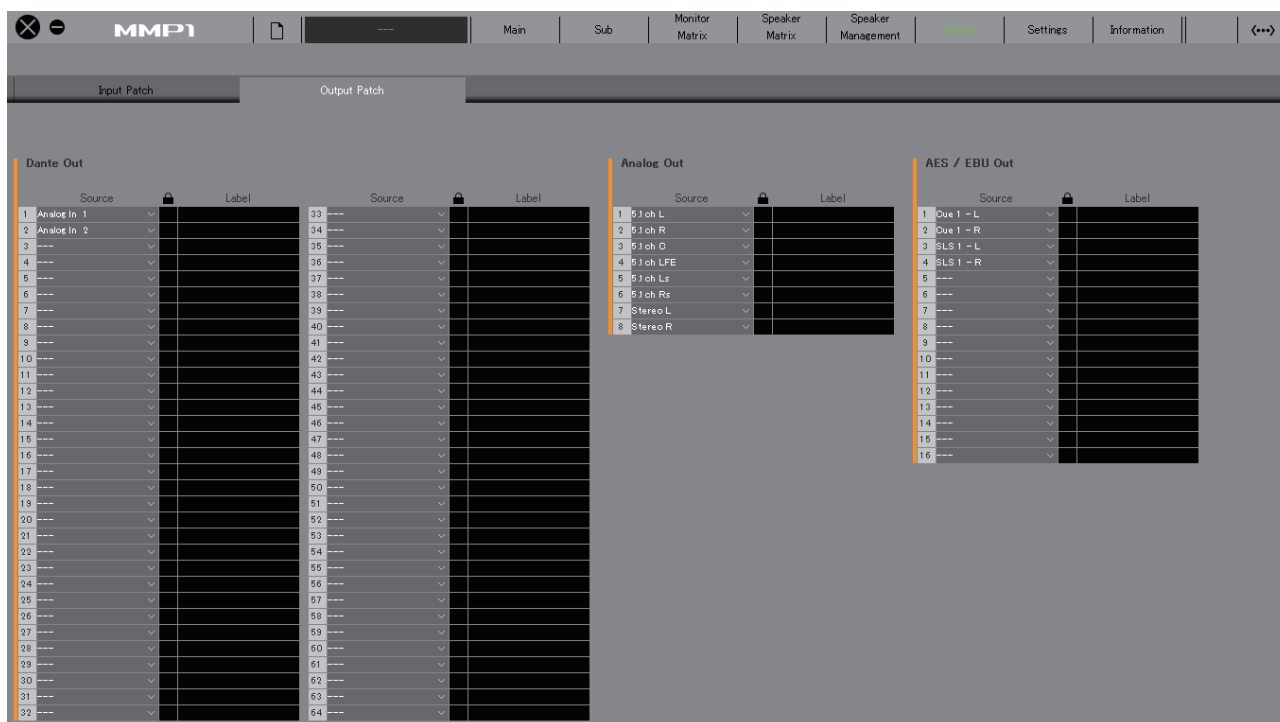 MMP1
---
Main
Sub
Monitor
Matrix
Speaker
Matrix
Speaker
Management
Settings
Information
Input Patch
Output Patch
Dante Out
Source
Label
Source
Label
1 Analog In 1
2 Analog In 2
3 ---
4 ---
5 ---
6 ---
7 ---
8 ---
9 ---
10 ---
11 ---
12 ---
13 ---
14 ---
15 ---
16 ---
17 ---
18 ---
19 ---
20 ---
21 ---
22 ---
23 ---
24 ---
25 ---
26 ---
27 ---
28 ---
29 ---
30 ---
31 ---
32 ---
33 ---
34 ---
35 ---
36 ---
37 ---
38 ---
39 ---
40 ---
41 ---
42 ---
43 ---
44 ---
45 ---
46 ---
47 ---
48 ---
49 ---
50 ---
51 ---
52 ---
53 ---
54 ---
55 ---
56 ---
57 ---
58 ---
59 ---
60 ---
61 ---
62 ---
63 ---
64 ---
Analog Out
Source
Label
1 5.1ch L
2 5.1ch R
3 5.1ch C
4 5.1ch LFE
5 5.1ch Ls
6 5.1ch Rs
7 Stereo L
8 Stereo R
AES / EBU Out
Source
Label
1 Cue 1 - L
2 Cue 1 - R
3 SLS 1 - L
4 SLS 1 - R
5 ---
6 ---
7 ---
8 ---
9 ---
10 ---
11 ---
12 ---
13 ---
14 ---
15 ---
16 ---